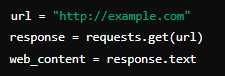 url = "http://example.com"
response = requests.get(url)
web_content = response.text